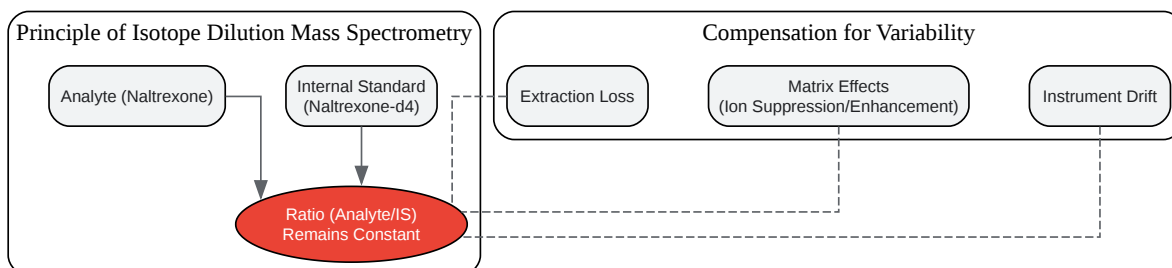 Principle of Isotope Dilution Mass Spectrometry
Compensation for Variability
Analyte (Naltrexone)
Internal Standard
(Naltrexone-d4)
Extraction Loss
Matrix Effects
(Ion Suppression/Enhancement)
Instrument Drift
Ratio (Analyte/IS)
Remains Constant